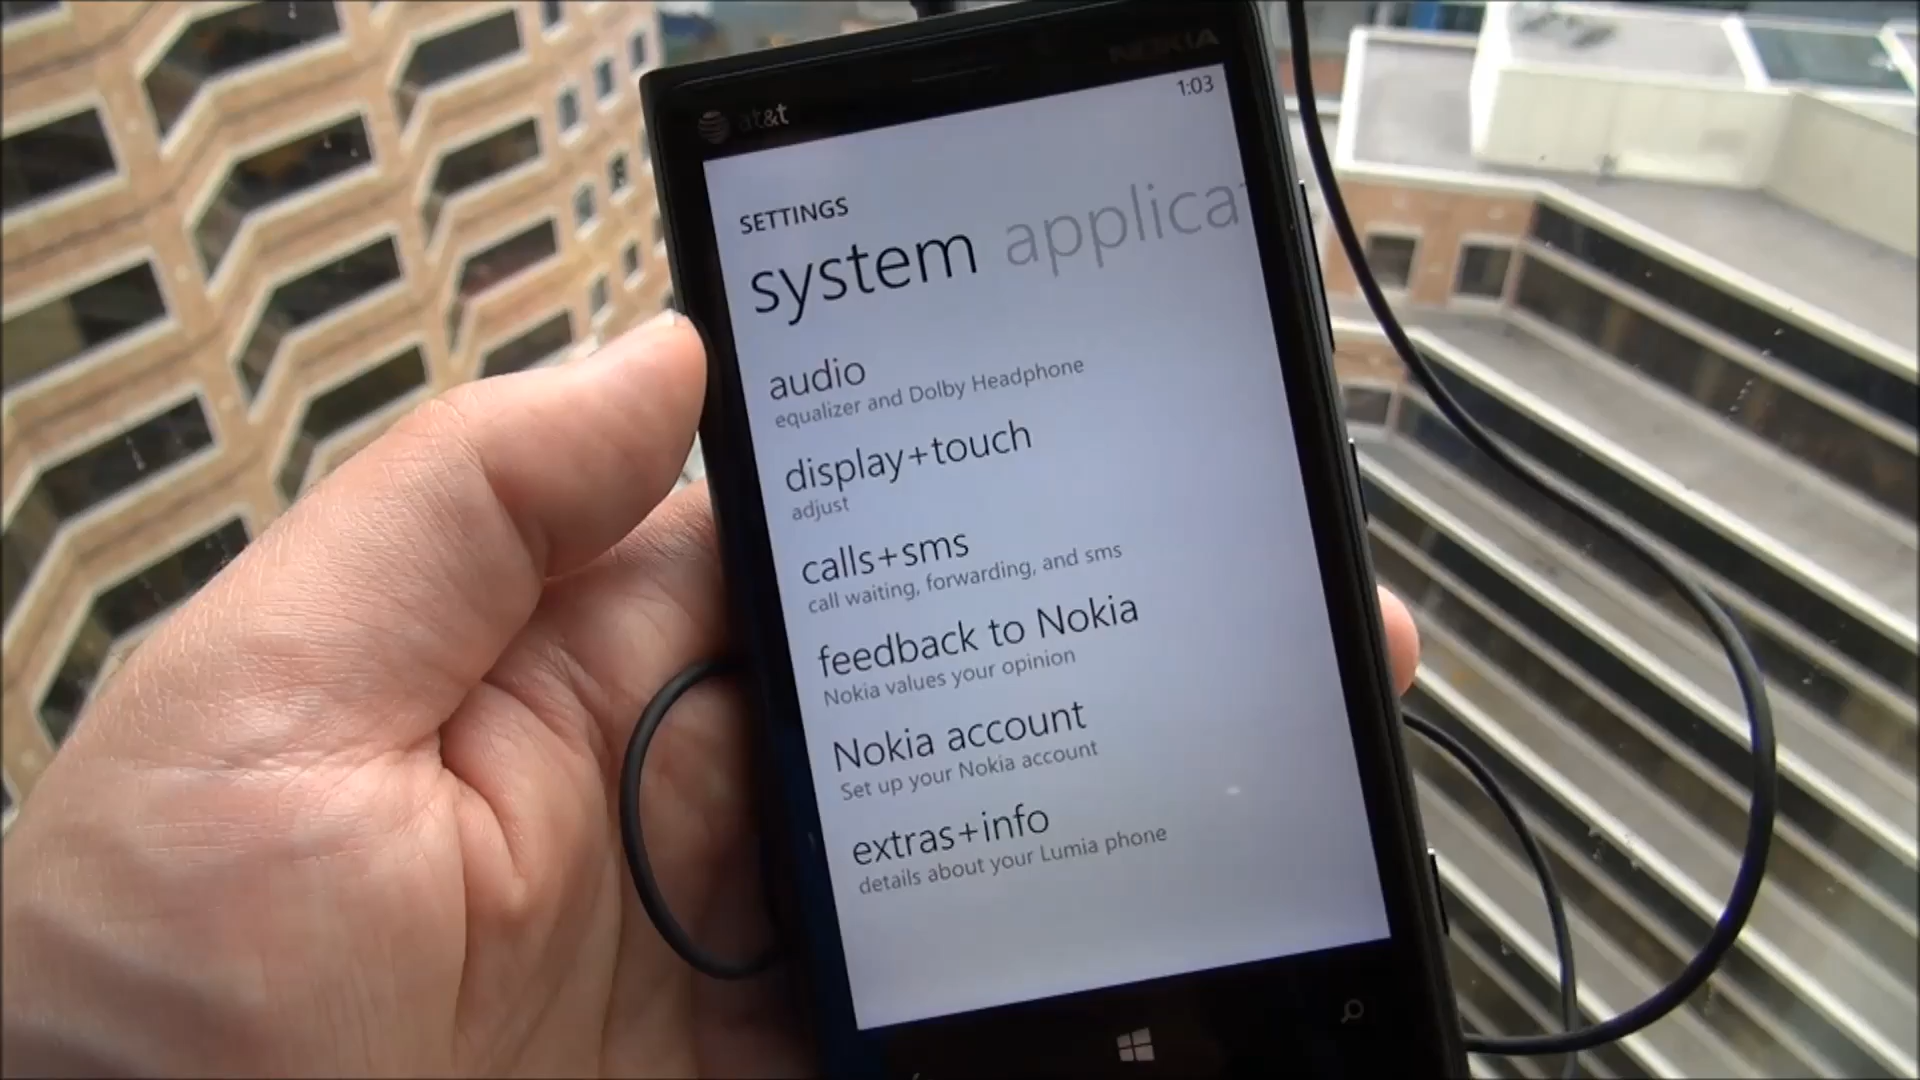 NOKIA
at&t
1:03
SETTINGS
system applica
audio
equalizer and Dolby Headphone
display+touch
adjust
calls+sms
call waiting, forwarding, and sms
feedback to Nokia
Nokia values your opinion
Nokia account
Set up your Nokia account
extras+info
details about your Lumia phone